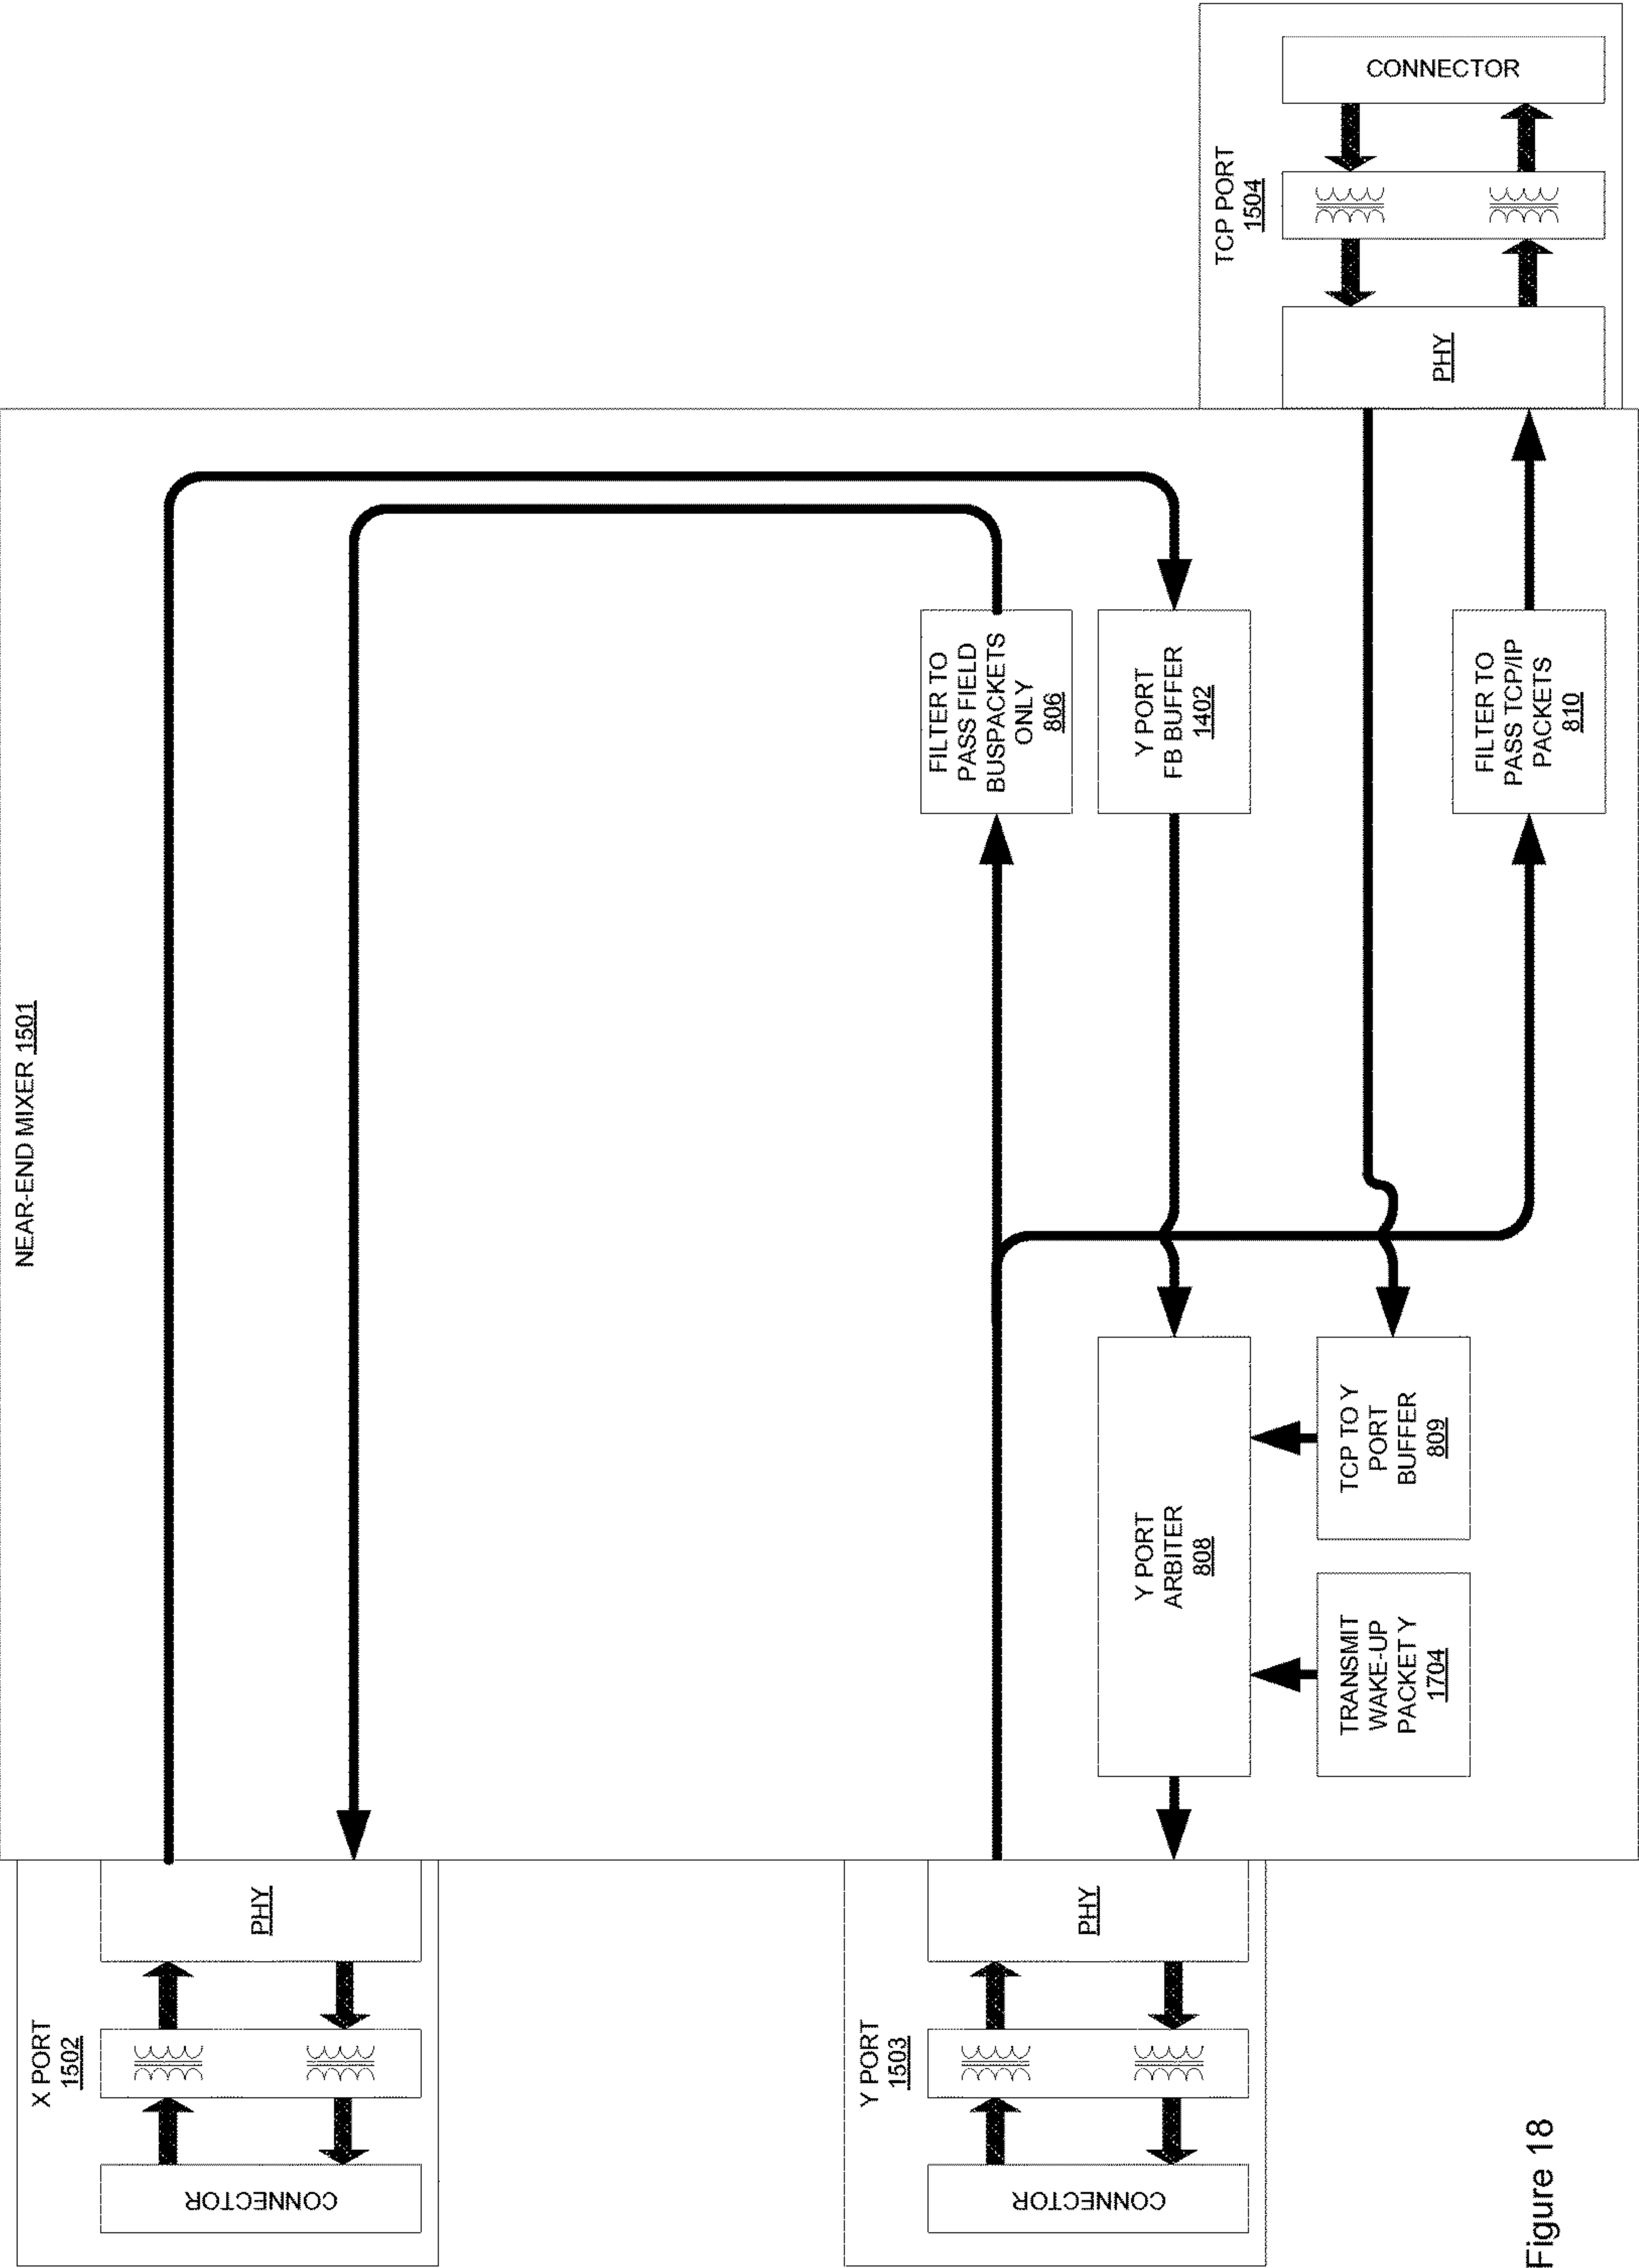 NEAR-END MIXER 1501
X PORT
1502
CONNECTOR
PHY
Y PORT
1503
CONNECTOR
PHY
FILTER TO
PASS FIELD
BUSPACKETS
ONLY
806
Y PORT
FB BUFFER
1402
Y PORT
ARBITER
808
TRANSMIT
WAKE-UP
PACKET Y
1704
TCP TO Y
PORT
BUFFER
809
FILTER TO
PASS TCP/IP
PACKETS
810
TCP PORT
1504
PHY
CONNECTOR
Figure 18